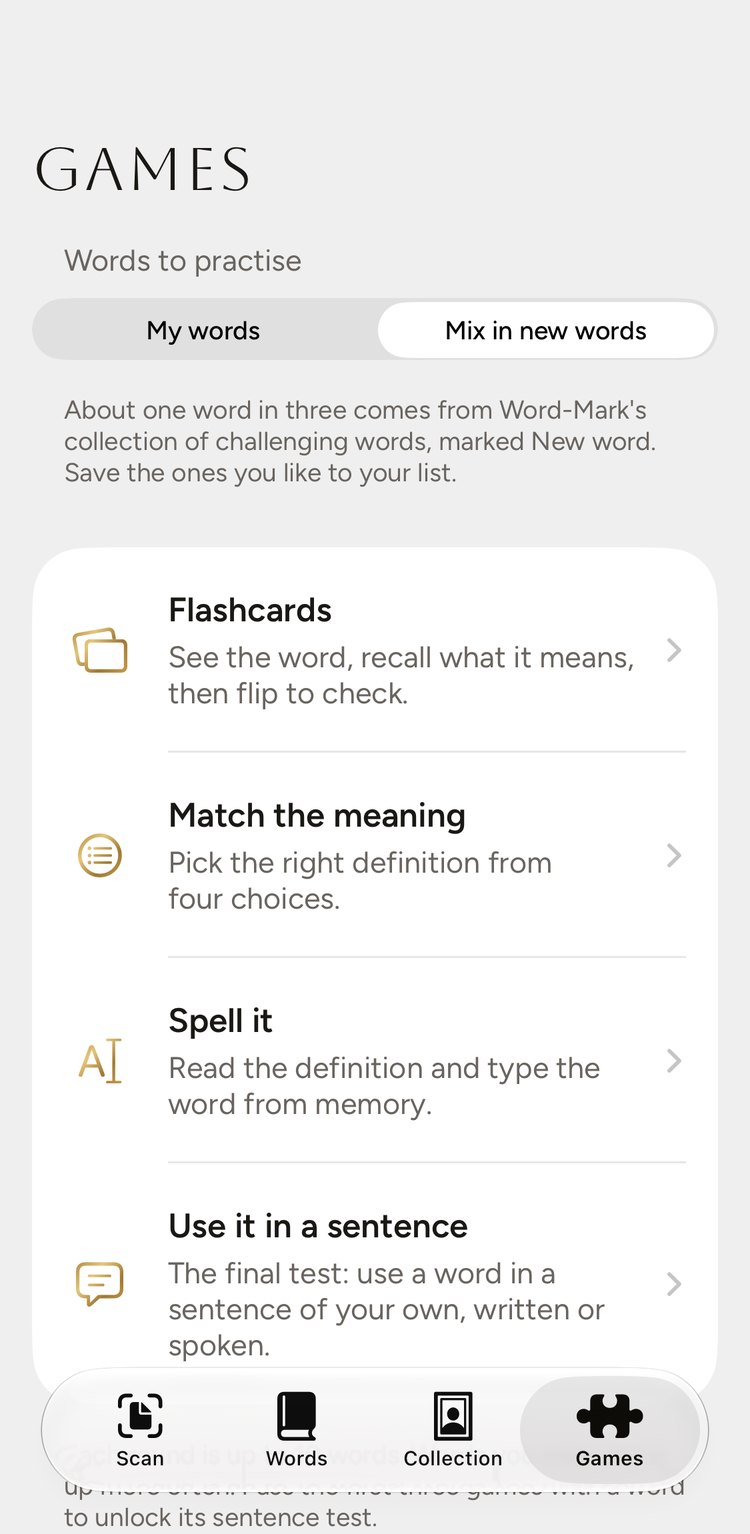 GAMES
Words to practise
My words
Mix in new words
About one word in three comes from Word-Mark's
collection of challenging words, marked New word.
Save the ones you like to your list.
Flashcards
See the word, recall what it means,
then flip to check.
Match the meaning
Pick the right definition from
four choices.
Spell it
Read the definition and type the
word from memory.
Use it in a sentence
The final test: use a word in a
sentence of your own, written or
spoken.
Scan
Words
Collection
Games
to unlock its sentence test.